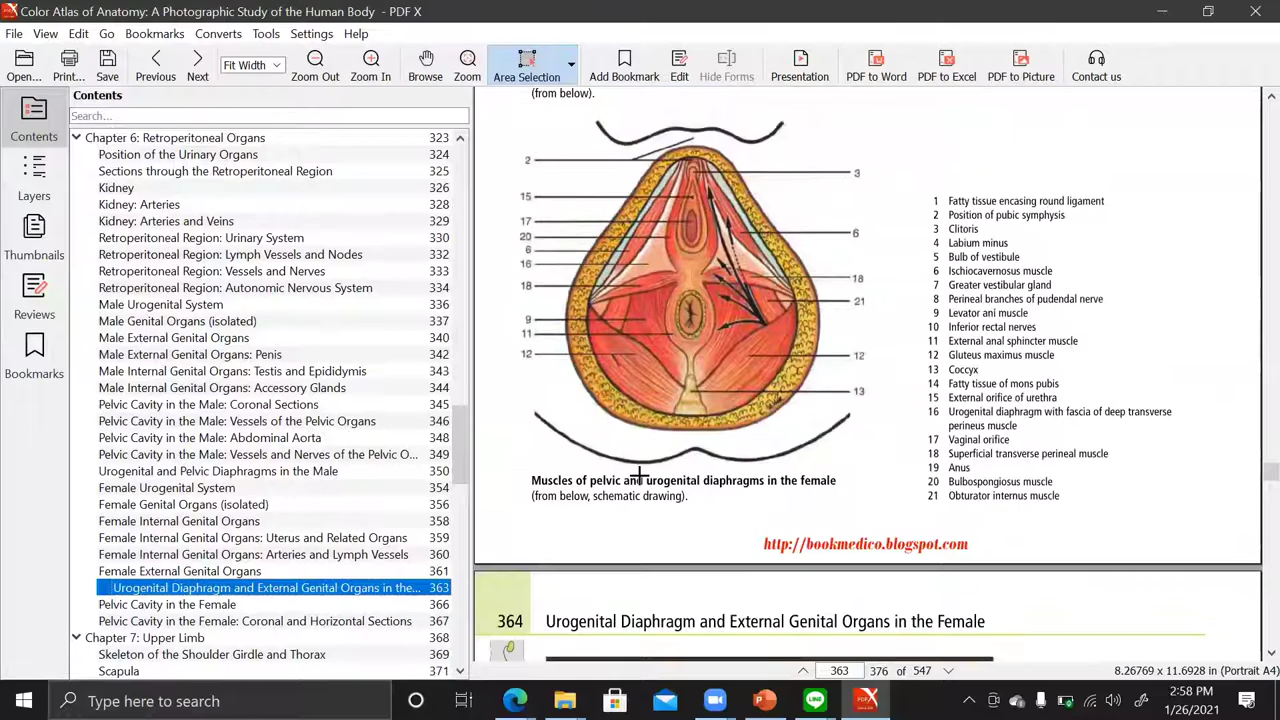 Color Atlas of Anatomy: A Photographic Study of the Human Body - PDF X
File View Edit Go Bookmarks Converts Tools Settings Help
Open... Print... Save Previous Next Fit Width Zoom Out Zoom In Browse Zoom Area Selection Add Bookmark Edit Hide Forms Presentation PDF to Word PDF to Excel PDF to Picture Contact us
Contents
Layers
Thumbnails
Reviews
Bookmarks
Contents
Search...
Chapter 6: Retroperitoneal Organs 323
Position of the Urinary Organs 324
Sections through the Retroperitoneal Region 325
Kidney 326
Kidney: Arteries 328
Kidney: Arteries and Veins 329
Retroperitoneal Region: Urinary System 330
Retroperitoneal Region: Lymph Vessels and Nodes 332
Retroperitoneal Region: Vessels and Nerves 333
Retroperitoneal Region: Autonomic Nervous System 334
Male Urogenital System 336
Male Genital Organs (isolated) 337
Male External Genital Organs 340
Male External Genital Organs: Penis 342
Male Internal Genital Organs: Testis and Epididymis 343
Male Internal Genital Organs: Accessory Glands 344
Pelvic Cavity in the Male: Coronal Sections 345
Pelvic Cavity in the Male: Vessels of the Pelvic Organs 346
Pelvic Cavity in the Male: Abdominal Aorta 348
Pelvic Cavity in the Male: Vessels and Nerves of the Pelvic O... 349
Urogenital and Pelvic Diaphragms in the Male 350
Female Urogenital System 354
Female Genital Organs (isolated) 356
Female Internal Genital Organs 358
Female Internal Genital Organs: Uterus and Related Organs 359
Female Internal Genital Organs: Arteries and Lymph Vessels 360
Female External Genital Organs 361
Urogenital Diaphragm and External Genital Organs in the... 363
Pelvic Cavity in the Female 366
Pelvic Cavity in the Female: Coronal and Horizontal Sections 367
Chapter 7: Upper Limb 368
Skeleton of the Shoulder Girdle and Thorax 369
Scapula 371
(from below).
2
15
17
20
6
16
18
9
11
12
3
6
18
21
12
13
Muscles of pelvic and urogenital diaphragms in the female
(from below, schematic drawing).
1 Fatty tissue encasing round ligament
2 Position of pubic symphysis
3 Clitoris
4 Labium minus
5 Bulb of vestibule
6 Ischiocavernosus muscle
7 Greater vestibular gland
8 Perineal branches of pudendal nerve
9 Levator ani muscle
10 Inferior rectal nerves
11 External anal sphincter muscle
12 Gluteus maximus muscle
13 Coccyx
14 Fatty tissue of mons pubis
15 External orifice of urethra
16 Urogenital diaphragm with fascia of deep transverse
perineus muscle
17 Vaginal orifice
18 Superficial transverse perineal muscle
19 Anus
20 Bulbospongiosus muscle
21 Obturator internus muscle
http://bookmedico.blogspot.com
364 Urogenital Diaphragm and External Genital Organs in the Female
363 376 of 547 8.26769 x 11.6928 in (Portrait A4)
Type here to search
2:58 PM
1/26/2021